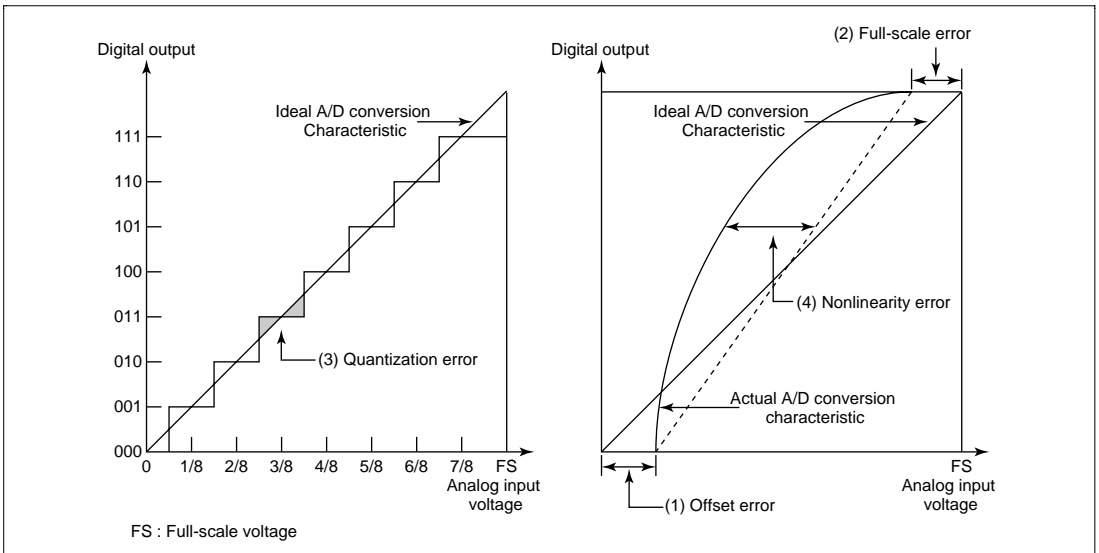 Digital output
Ideal A/D conversion
Characteristic
111
110
101
100
011
010
001
000
(3) Quantization error
0
1/8
2/8
3/8
4/8
5/8
6/8
7/8
FS
Analog input
voltage
FS : Full-scale voltage
(2) Full-scale error
Digital output
Ideal A/D conversion
Characteristic
(4) Nonlinearity error
Actual A/D conversion
characteristic
FS
Analog input
voltage
(1) Offset error